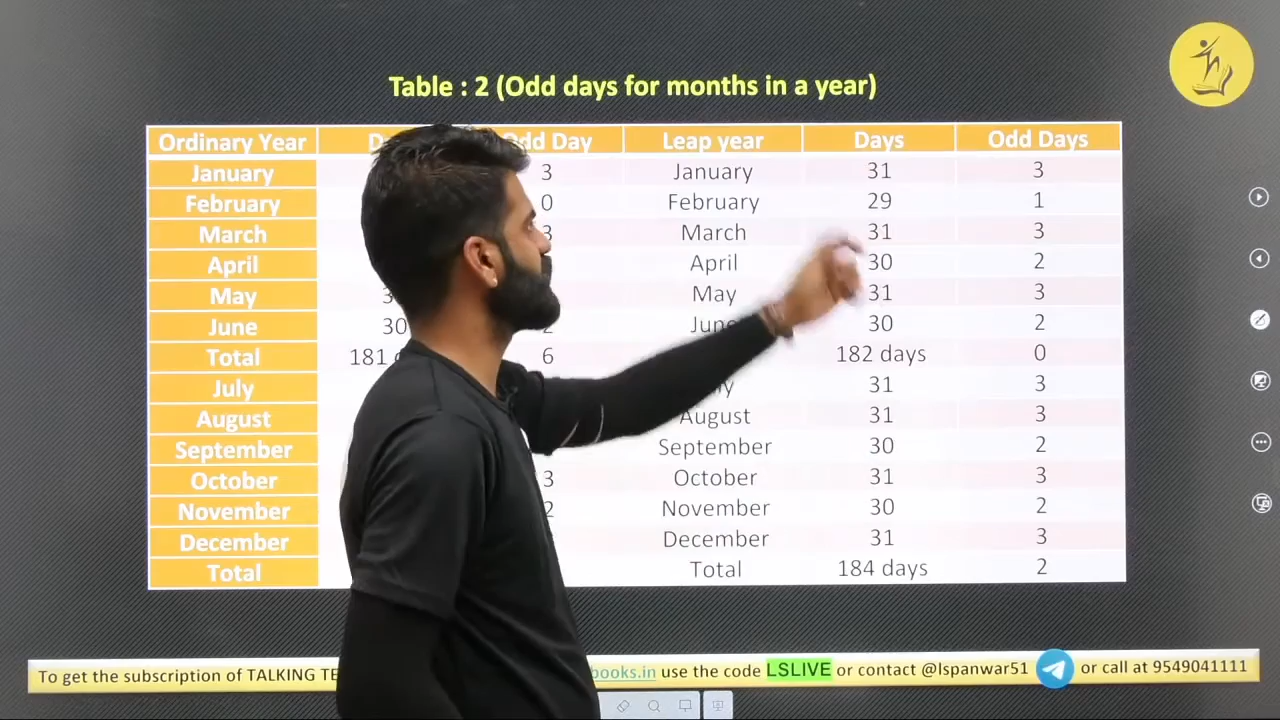 Table : 2 (Odd days for months in a year)
Ordinary Year Odd Day Leap year Days Odd Days
January 3 January 31 3
February 0 February 29 1
March 3 March 31 3
April April 30 2
May May 31 3
June 30 2 June 30 2
Total 181 6 182 days 0
July 31 3
August August 31 3
September September 30 2
October 3 October 31 3
November 2 November 30 2
December December 31 3
Total Total 184 days 2
To get the subscription of TALKING books.in use the code LSLIVE or contact @lspanwar51 or call at 9549041111